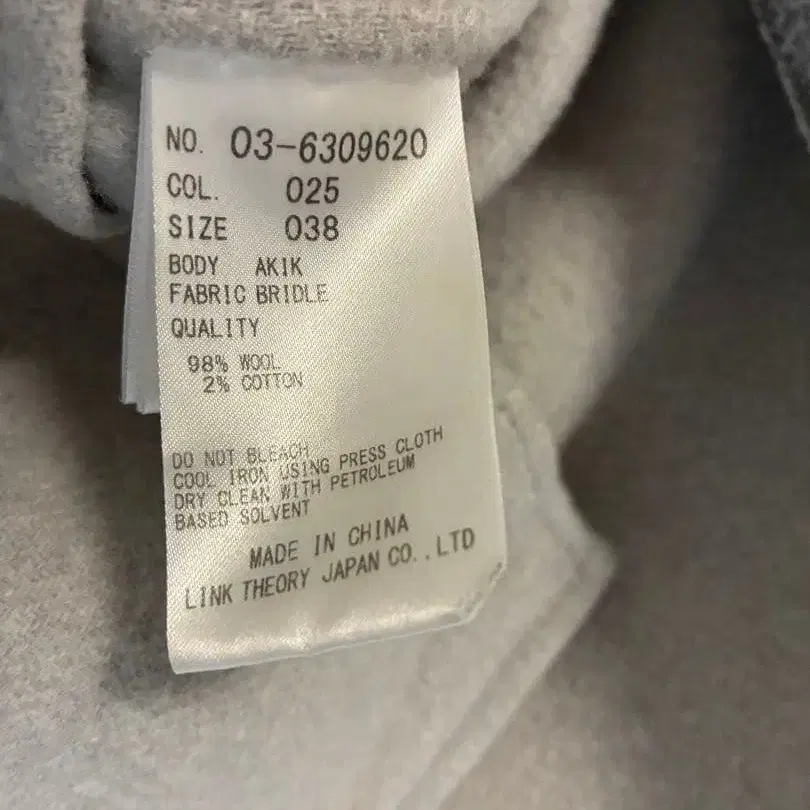 NO. 03-6309620
COL. 025
SIZE 038
BODY AKIK
FABRIC BRIDLE
QUALITY
98% WOOL
2% COTTON
DO NOT BLEACH
COOL IRON USING PRESS CLOTH
DRY CLEAN WITH PETROLEUM
BASED SOLVENT
MADE IN CHINA
LINK THEORY JAPAN CO.,LTD